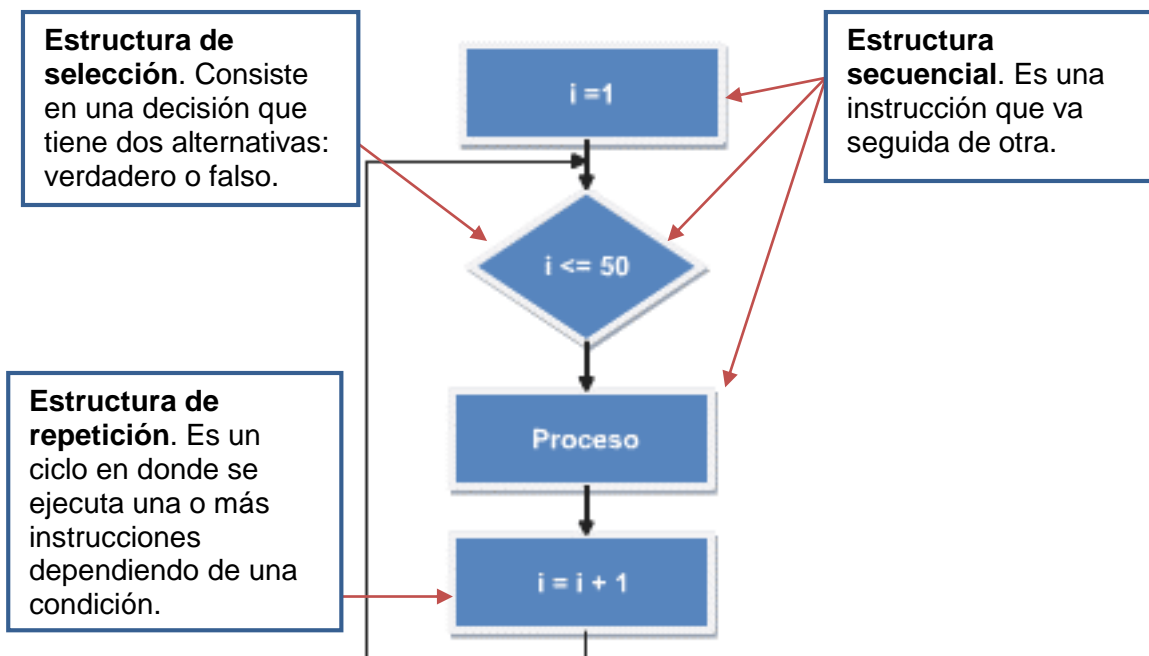 Estructura de
selección. Consiste
en una decisión que
tiene dos alternativas:
verdadero o falso.
i =1
Estructura
secuencial. Es una
instrucción que va
seguida de otra.
i <= 50
Estructura de
repetición. Es un
ciclo en donde se
ejecuta una o más
instrucciones
dependiendo de una
condición.
Proceso
i = i + 1